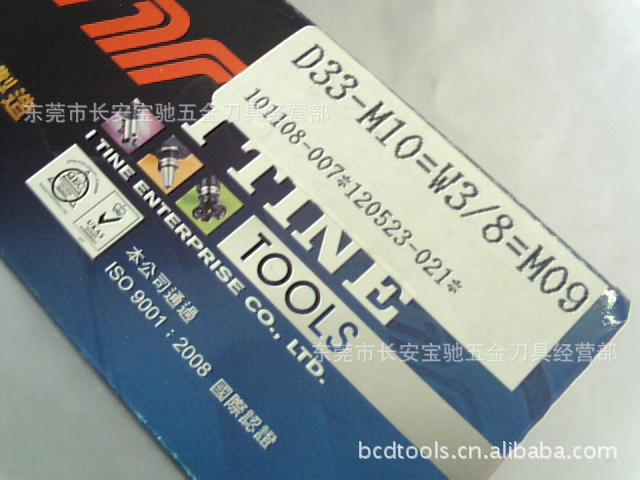 D33-M10=W3/8=M09
101108-007*120523-021*
製造
I TINE
TOOLS
I TINE ENTERPRISE CO., LTD.
本公司通過
ISO 9001：2008 國際認證
东莞市长安宝驰五金刀具经营部
东莞市长安宝驰五金刀具经营部
bcdtools.cn.alibaba.com